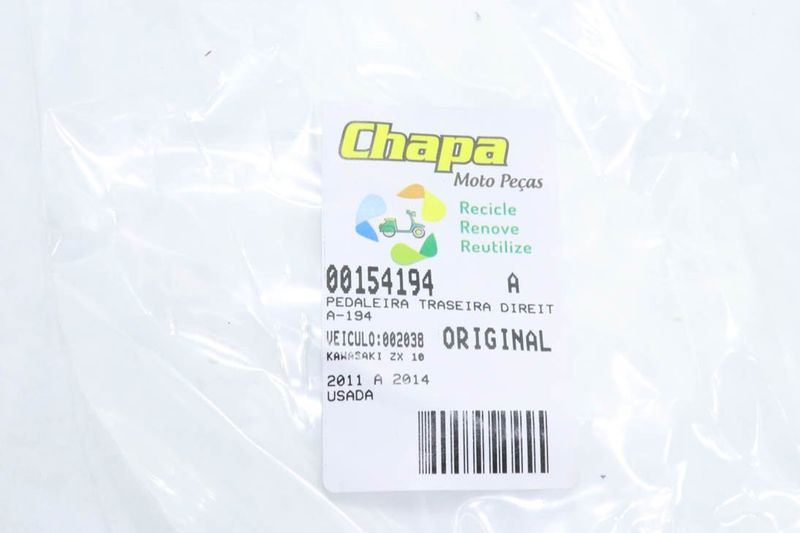 Chapa
Moto Peças
Recicle
Renove
Reutilize
00154194 A
PEDALEIRA TRASEIRA DIREIT
A-194
VEICULO:002038 ORIGINAL
KAWASAKI ZX 10
2011 A 2014
USADA